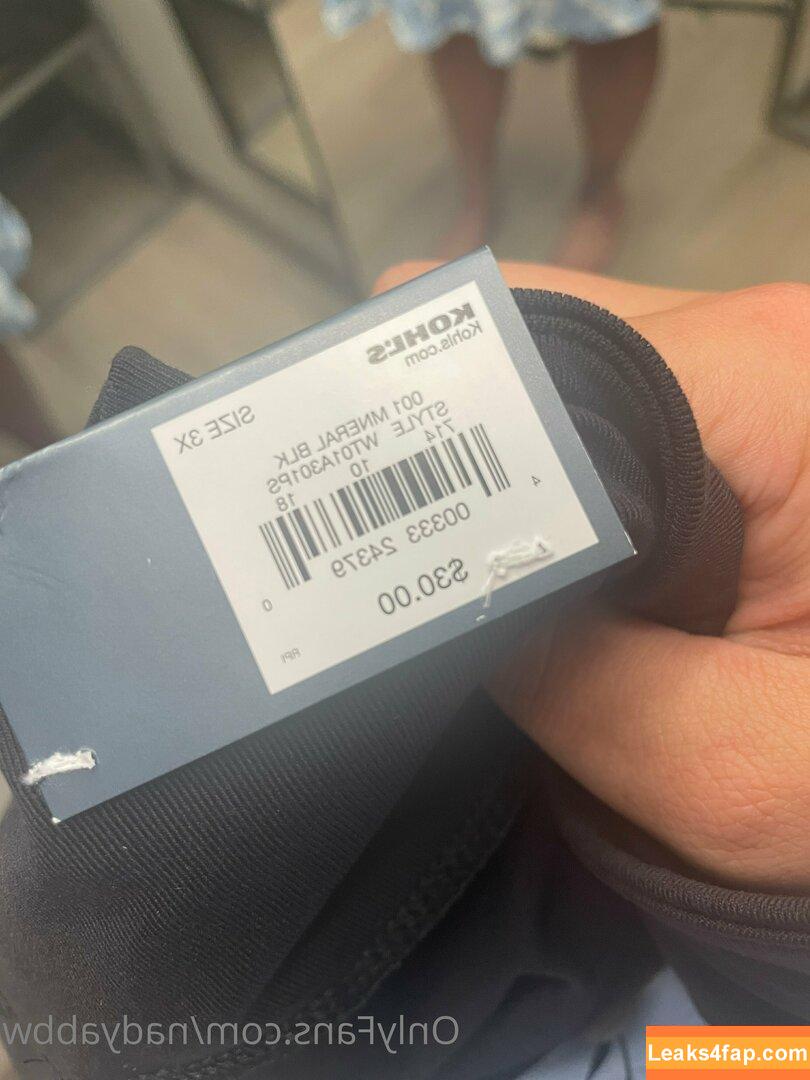 KOHL'S
Kohls.com
SIZE 3X
001 MNERAL BLK
STYLE WT01A301PS
714 10 18
4 00333 24379 0
$30.00
RPI
OnlyFans.com/nadyabbw
Leaks4fap.com